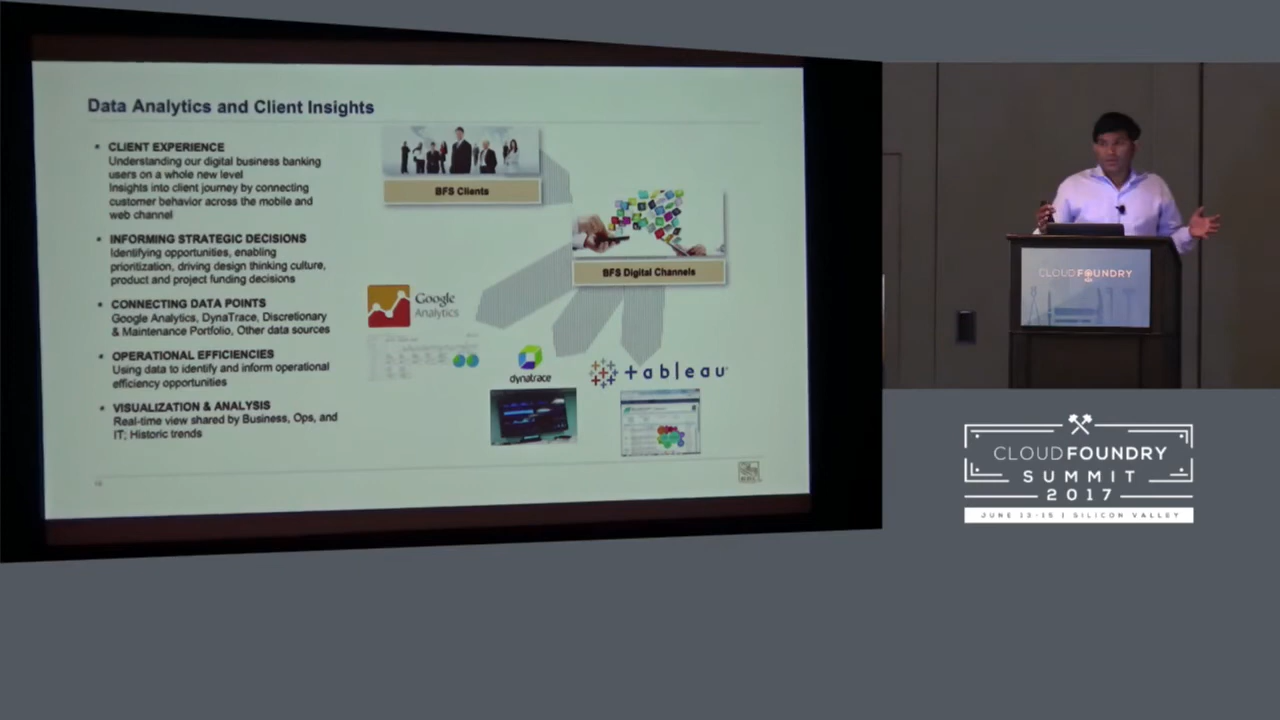 Data Analytics and Client Insights
• CLIENT EXPERIENCE
Understanding our digital business banking
users on a whole new level
Insights into client journey by connecting
customer behavior across the mobile and
web channel
• INFORMING STRATEGIC DECISIONS
Identifying opportunities, enabling
prioritization, driving design thinking culture,
product and project funding decisions
• CONNECTING DATA POINTS
Google Analytics, DynaTrace, Discretionary
& Maintenance Portfolio, Other data sources
• OPERATIONAL EFFICIENCIES
Using data to identify and inform operational
efficiency opportunities
• VISUALIZATION & ANALYSIS
Real-time view shared by Business, Ops, and
IT; Historic trends
BFS Clients
BFS Digital Channels
Google
Analytics
dynatrace
+ableau
CLOUDFOUNDRY
CLOUDFOUNDRY
SUMMIT
2017
JUNE 13-15 | SILICON VALLEY